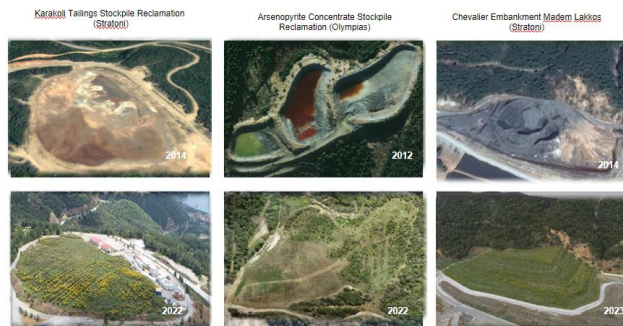 Karakoli Tailings Stockpile Reclamation
(Stratoni)
Arsenopyrite Concentrate Stockpile
Reclamation (Olympias)
Chevalier Embankment Madem Lakkos
(Stratoni)
2014
2012
2014
2022
2022
2023